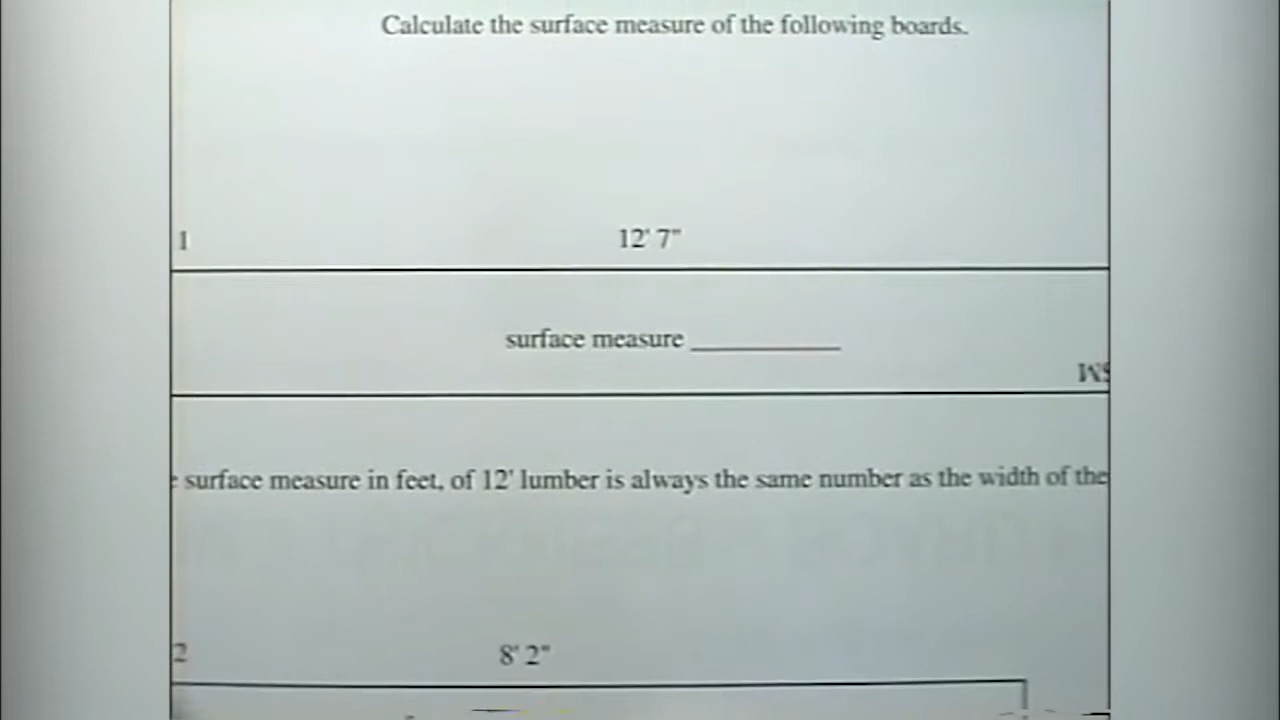 Calculate the surface measure of the following boards.
1 12' 7"
surface measure
surface measure in feet, of 12' lumber is always the same number as the width of the
2 8' 2"